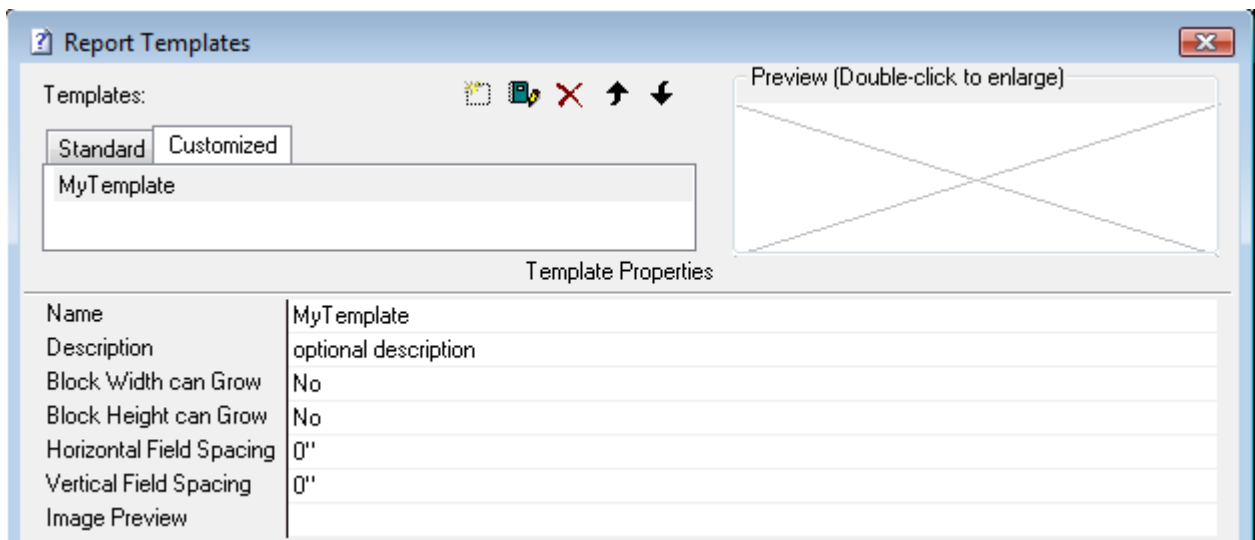 Report Templates
Templates:
Preview (Double-click to enlarge)
Standard Customized
MyTemplate
Template Properties
Name MyTemplate
Description optional description
Block Width can Grow No
Block Height can Grow No
Horizontal Field Spacing 0"
Vertical Field Spacing 0"
Image Preview